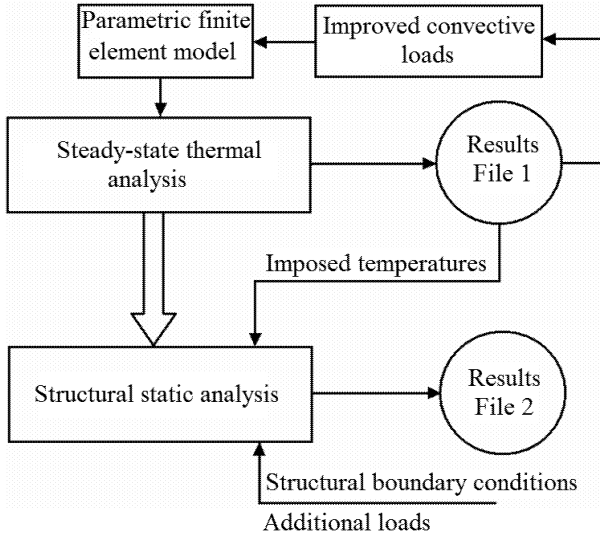 Parametric finite
element model
Improved convective
loads
Steady-state thermal
analysis
Results
File 1
Imposed temperatures
Structural static analysis
Results
File 2
Structural boundary conditions
Additional loads